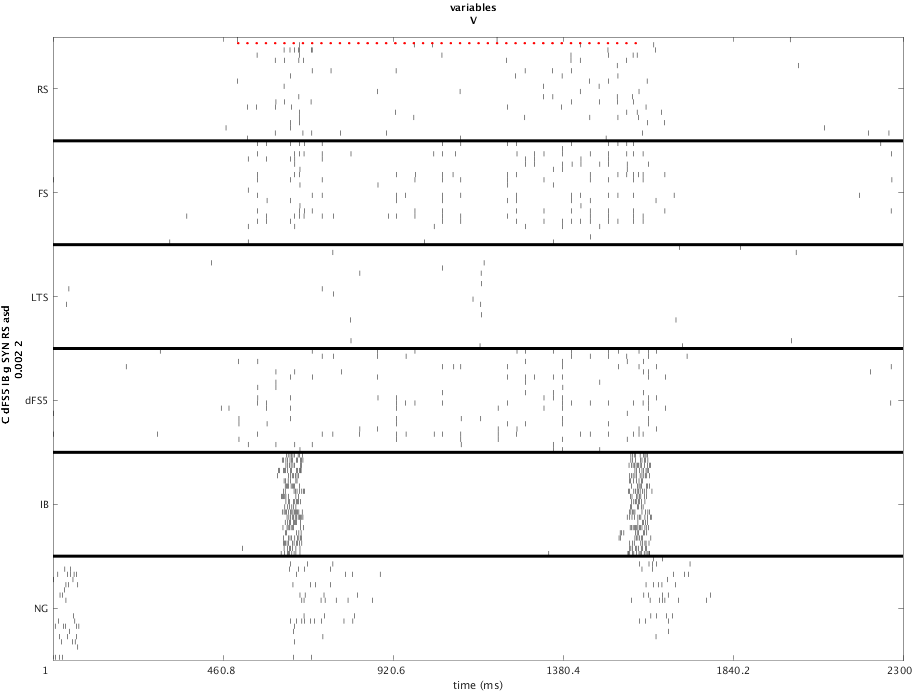 variables
V
RS
FS
LTS
dFS5
IB
NG
C dFS5 IB g SYN RS asd
0.002 2
1
460.8
920.6
1380.4
1840.2
2300
time (ms)